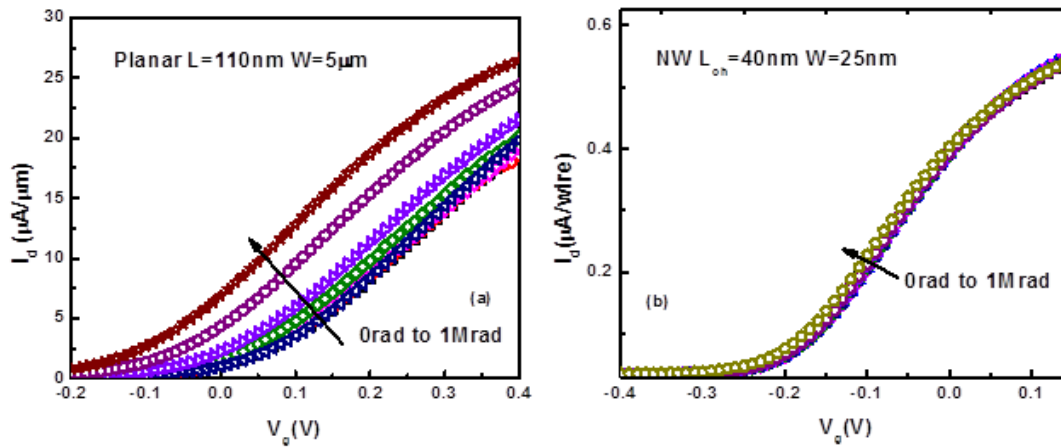 30
25
20
15
10
5
0
I_d (μA/μm)
Planar L=110nm W=5μm
(a)
0rad to 1Mrad
-0.2 -0.1 0.0 0.1 0.2 0.3 0.4
V_g(V)
0.6
0.4
0.2
I_d(μA/wire)
NW L_oh=40nm W=25nm
0rad to 1Mrad
(b)
-0.4 -0.3 -0.2 -0.1 0.0 0.1
V_g(V)